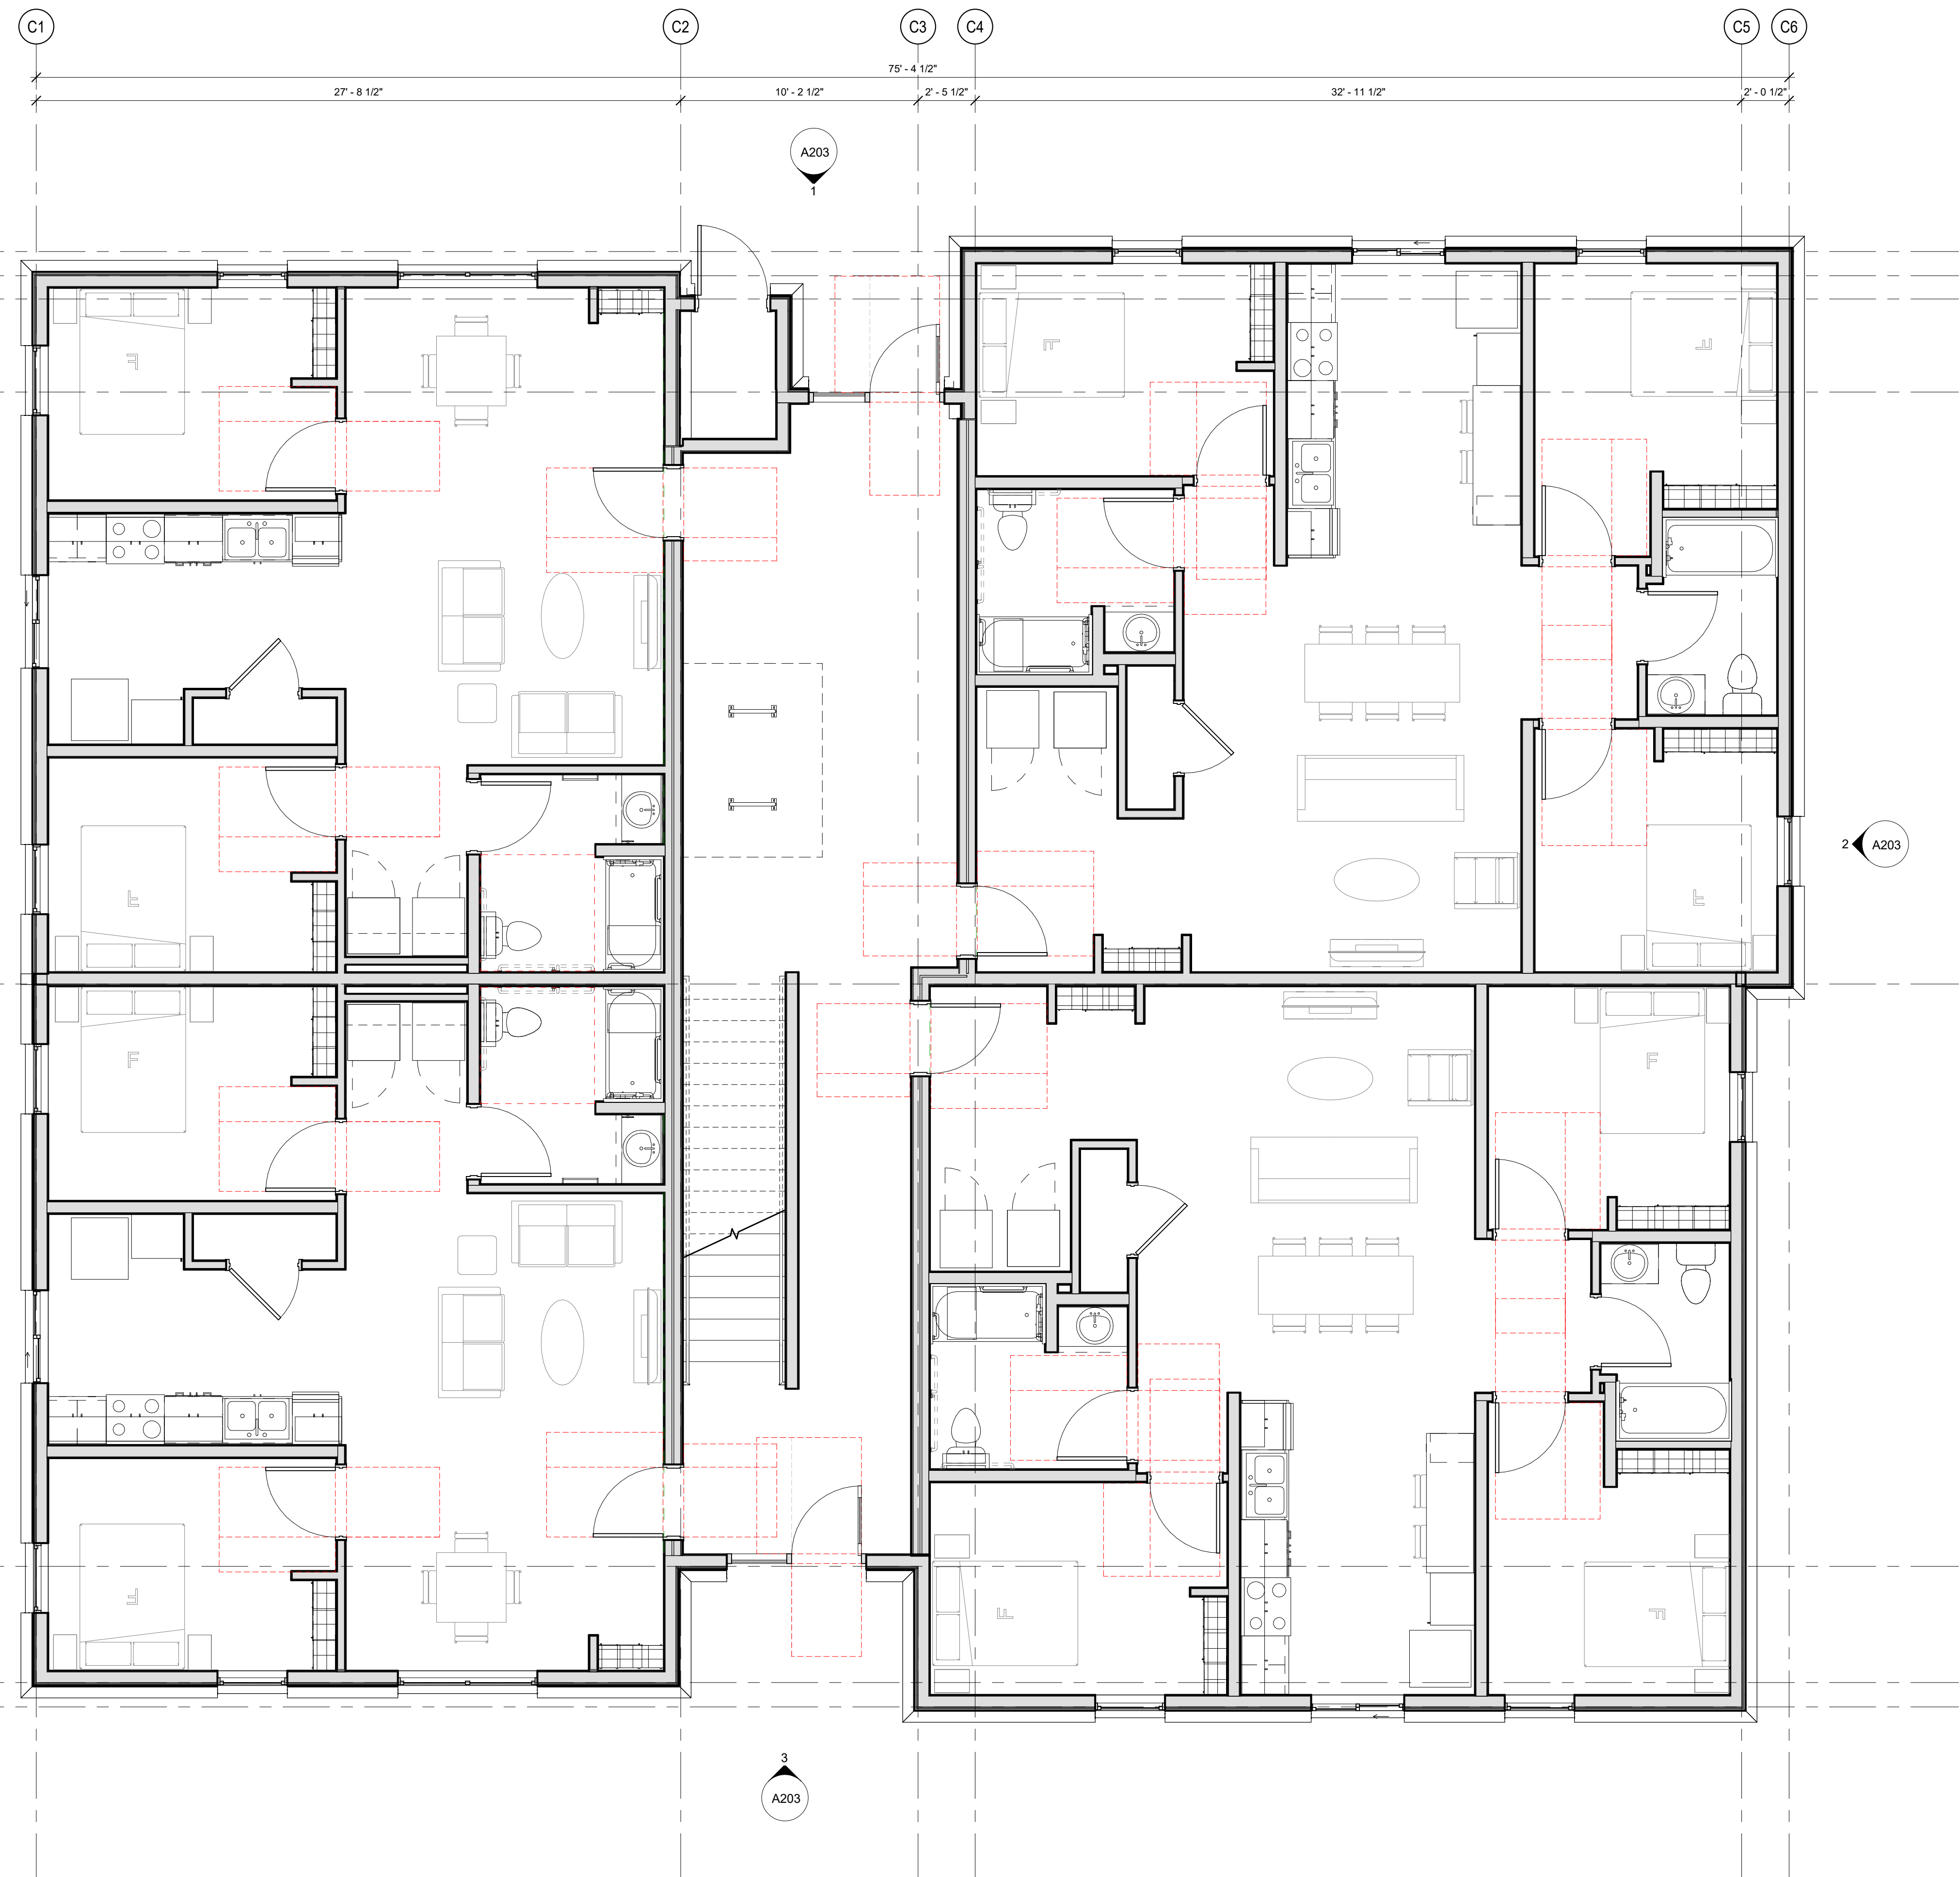 C1 C2 C3 C4 C5 C6
75' - 4 1/2"
27' - 8 1/2" 10' - 2 1/2" 2' - 5 1/2" 32' - 11 1/2" 2' - 0 1/2"
A203
1
F F F
2 A203
F F
F F
F F F
3
A203